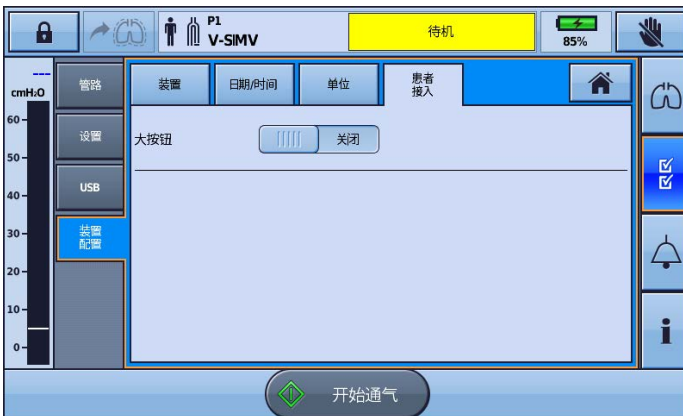 P1
V-SIMV
待机
85%
---
cmH2O
60
50
40
30
20
10
0
管路
设置
USB
装置
配置
装置
日期/时间
单位
患者
接入
大按钮
关闭
i
开始通气